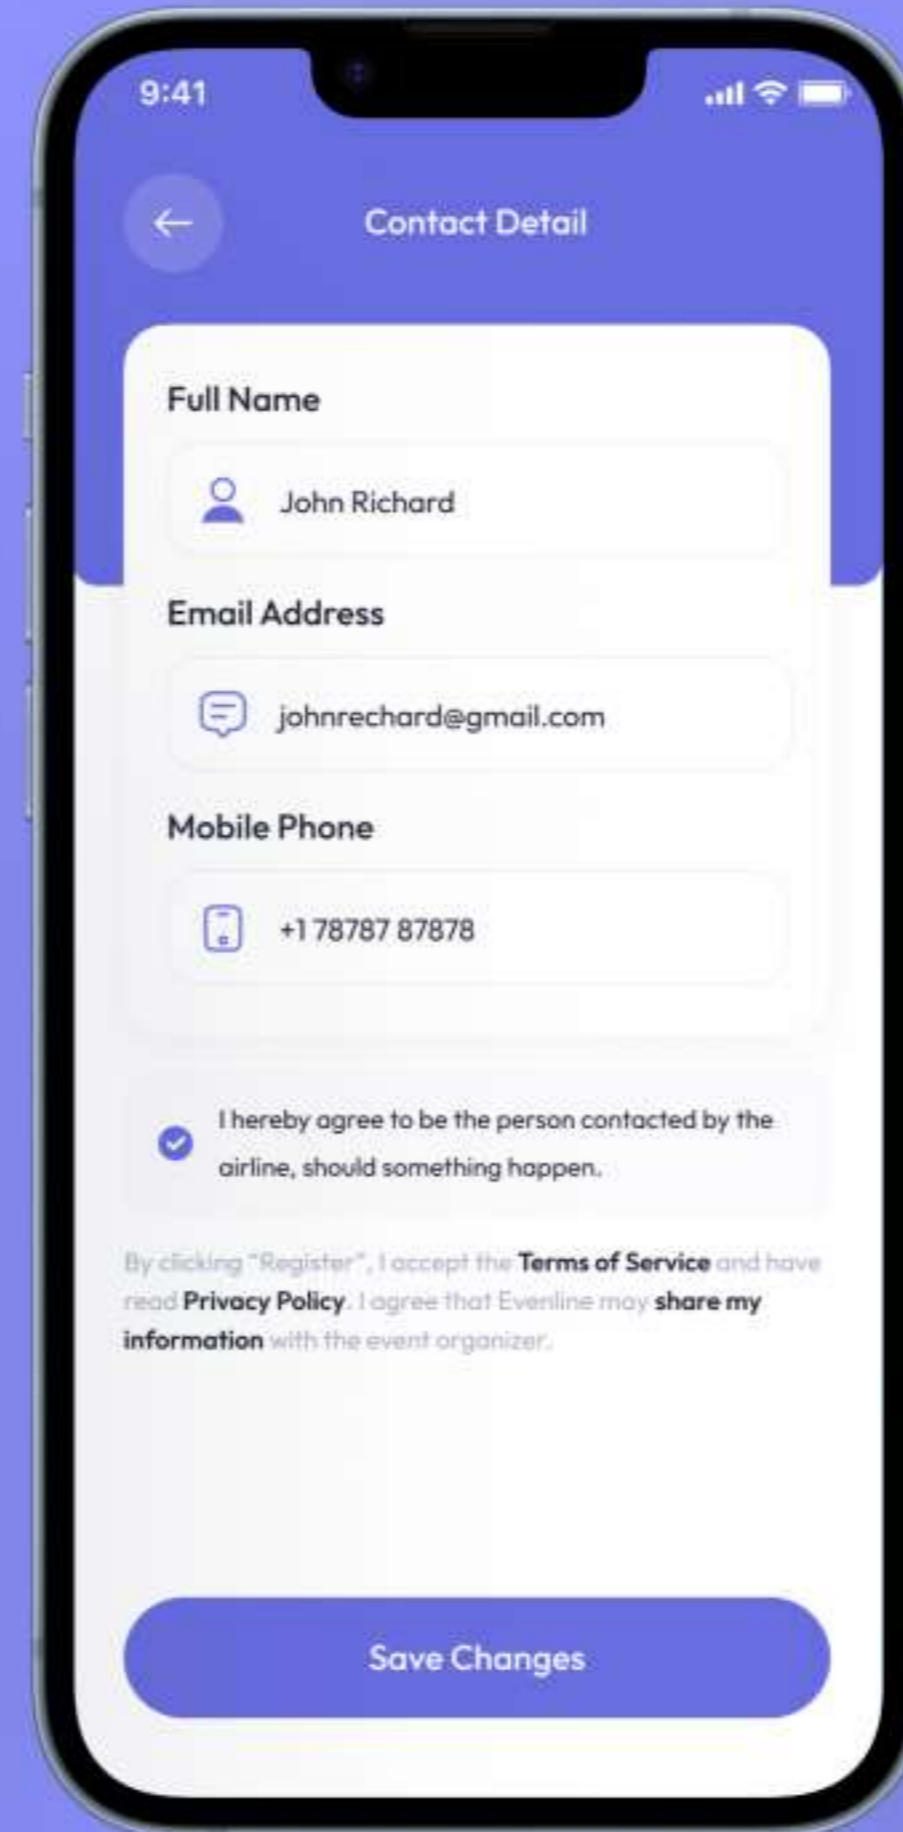 9:41
Contact Detail
Full Name
John Richard
Email Address
johnrechard@gmail.com
Mobile Phone
+1 78787 87878
I hereby agree to be the person contacted by the
airline, should something happen.
By clicking "Register", I accept the Terms of Service and have
read Privacy Policy. I agree that Evenline may share my
information with the event organizer.
Save Changes